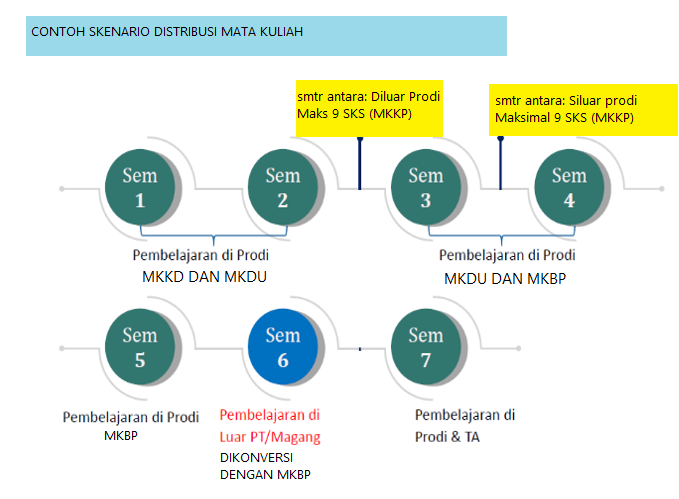 CONTOH SKENARIO DISTRIBUSI MATA KULIAH
smtr antara: Diluar Prodi
Maks 9 SKS (MKKP)
smtr antara: Siluar prodi
Maksimal 9 SKS (MKKP)
Sem
1
Sem
2
Sem
3
Sem
4
Pembelajaran di Prodi
MKKD DAN MKDU
Pembelajaran di Prodi
MKDU DAN MKBP
Sem
5
Sem
6
Sem
7
Pembelajaran di Prodi
MKBP
Pembelajaran di
Luar PT/Magang
DIKONVERSI
DENGAN MKBP
Pembelajaran di
Prodi & TA